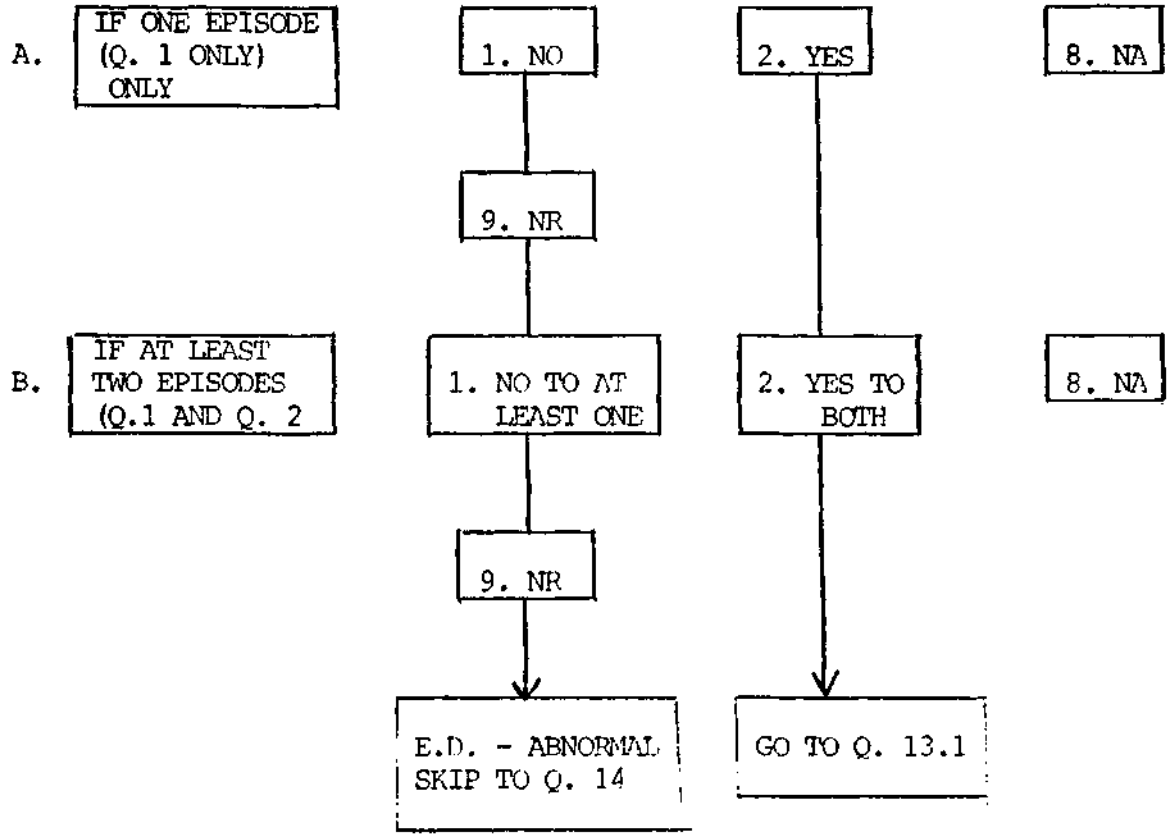 A.
IF ONE EPISODE
(Q. 1 ONLY)
ONLY
1. NO
2. YES
8. NA
9. NR
B.
IF AT LEAST
TWO EPISODES
(Q.1 AND Q. 2
1. NO TO AT
LEAST ONE
2. YES TO
BOTH
8. NA
9. NR
E.D. - ABNORMAL
SKIP TO Q. 14
GO TO Q. 13.1